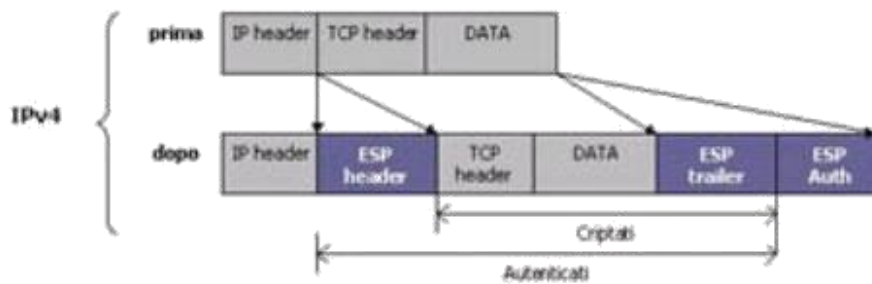 prima
IP header
TCP header
DATA
IPv4
dopo
IP header
ESP
header
TCP
header
DATA
ESP
trailer
ESP
Auth
Criptati
Autenticati